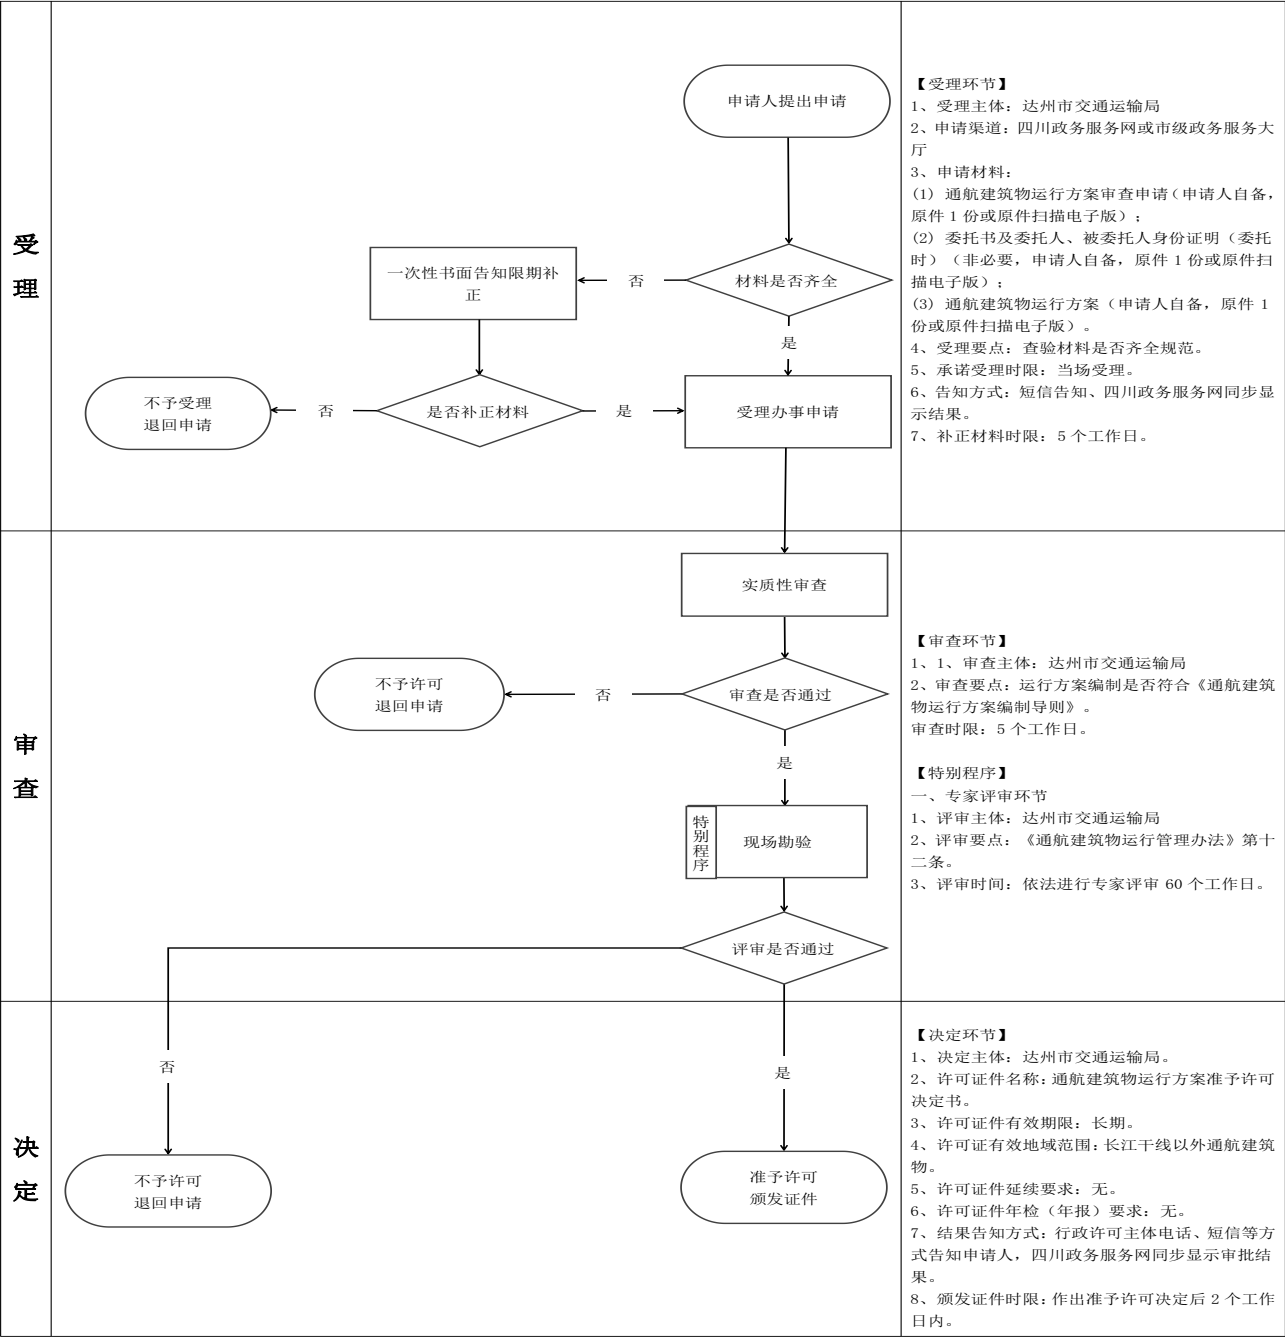 受
理
申请人提出申请
材料是否齐全
否
一次性书面告知限期补
正
是
是否补正材料
否
不予受理
退回申请
是
受理办事申请
【受理环节】
1、受理主体：达州市交通运输局
2、申请渠道：四川政务服务网或市级政务服务大
厅
3、申请材料：
(1) 通航建筑物运行方案审查申请（申请人自备，
原件 1 份或原件扫描电子版）；
(2) 委托书及委托人、被委托人身份证明（委托
时）（非必要，申请人自备，原件 1 份或原件扫
描电子版）；
(3) 通航建筑物运行方案（申请人自备，原件 1
份或原件扫描电子版）。
4、受理要点：查验材料是否齐全规范。
5、承诺受理时限：当场受理。
6、告知方式：短信告知、四川政务服务网同步显
示结果。
7、补正材料时限：5 个工作日。
审
查
实质性审查
审查是否通过
否
不予许可
退回申请
是
特别程序
现场勘验
评审是否通过
【审查环节】
1、1、审查主体：达州市交通运输局
2、审查要点：运行方案编制是否符合《通航建筑
物运行方案编制导则》。
审查时限：5 个工作日。
【特别程序】
一、专家评审环节
1、评审主体：达州市交通运输局
2、评审要点：《通航建筑物运行管理办法》第十
二条。
3、评审时间：依法进行专家评审 60 个工作日。
决
定
否
不予许可
退回申请
是
准予许可
颁发证件
【决定环节】
1、决定主体：达州市交通运输局。
2、许可证件名称：通航建筑物运行方案准予许可
决定书。
3、许可证件有效期限：长期。
4、许可证有效地域范围：长江干线以外通航建筑
物。
5、许可证件延续要求：无。
6、许可证件年检（年报）要求：无。
7、结果告知方式：行政许可主体电话、短信等方
式告知申请人，四川政务服务网同步显示审批结
果。
8、颁发证件时限：作出准予许可决定后 2 个工作
日内。